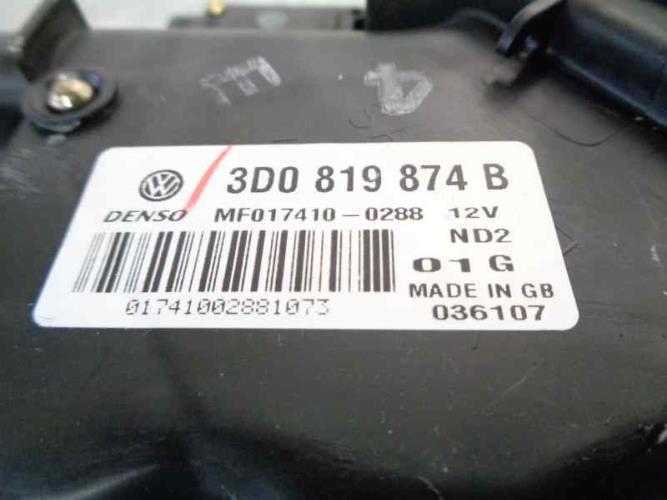 3D0 819 874 B
DENSO MF017410-0288 12V
ND2
01G
MADE IN GB
01741002881073 036107